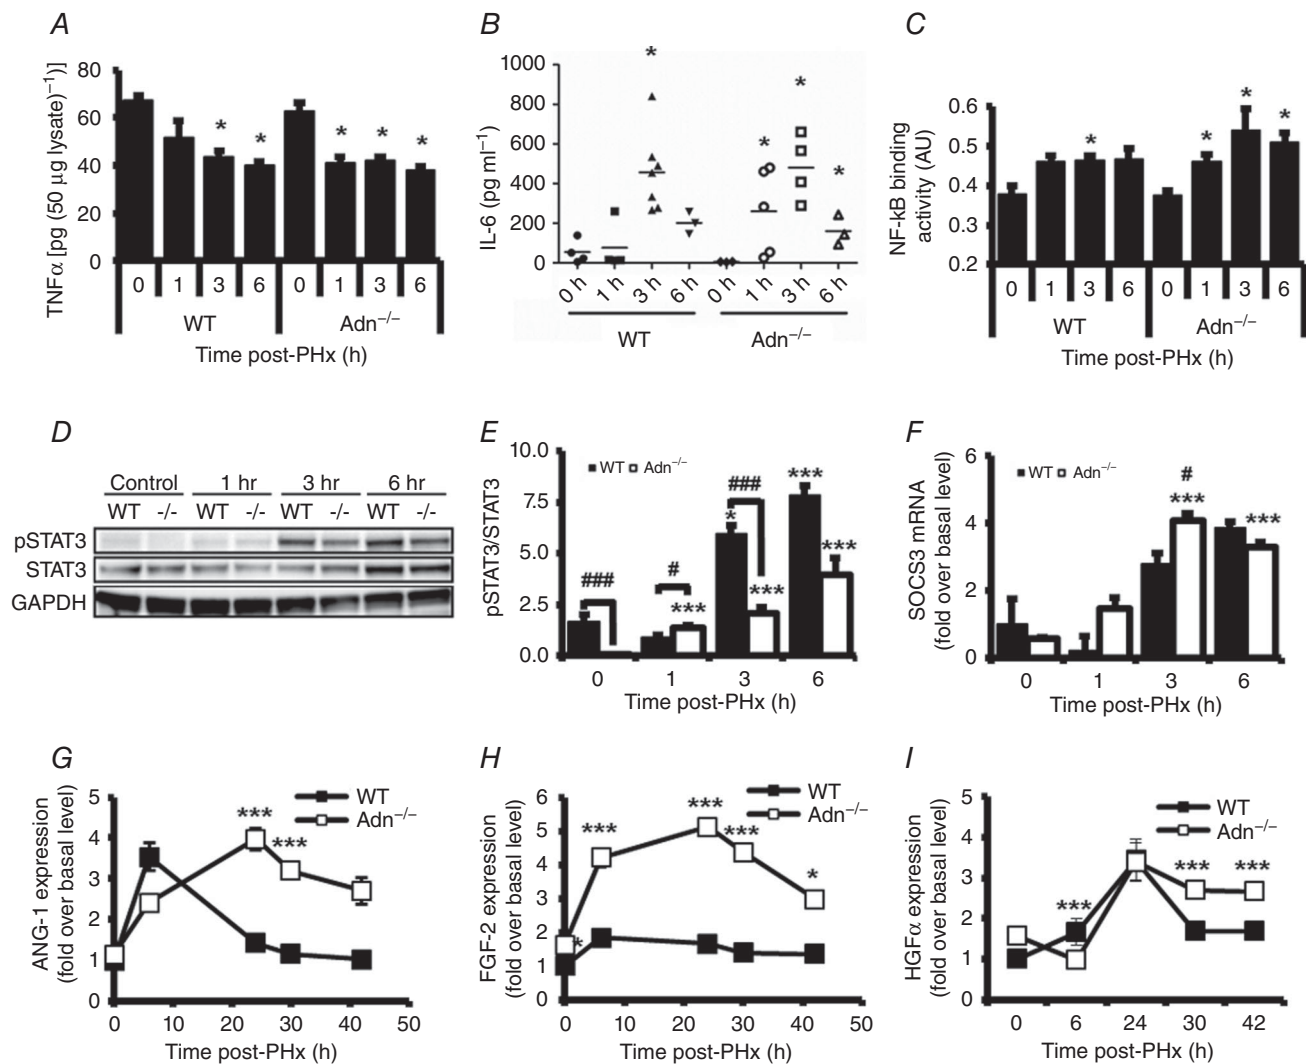 A
TNFα [pg (50 μg lysate)⁻¹)]
80
60
40
20
0
* * * * *
0 1 3 6 0 1 3 6
WT Adn⁻/⁻
Time post-PHx (h)
B
IL-6 (pg ml⁻¹)
1000
800
600
400
200
0
* * * *
0 h 1 h 3 h 6 h 0 h 1 h 3 h 6 h
WT Adn⁻/⁻
C
NF-kB binding
activity (AU)
0.6
0.5
0.4
0.3
0.2
* * * *
0 1 3 6 0 1 3 6
WT Adn⁻/⁻
Time post-PHx (h)
D
Control 1 hr 3 hr 6 hr
WT -/- WT -/- WT -/- WT -/-
pSTAT3
STAT3
GAPDH
E
pSTAT3/STAT3
10.0
7.5
5.0
2.5
0.0
WT Adn⁻/⁻
### # *** ### * *** *** ***
0 1 3 6
Time post-PHx (h)
F
SOCS3 mRNA
(fold over basal level)
6
4
2
0
WT Adn⁻/⁻
#
*** ***
0 1 3 6
Time post-PHx (h)
G
ANG-1 expression
(fold over basal level)
5
4
3
2
1
0
WT
Adn⁻/⁻
*** ***
0 10 20 30 40 50
Time post-PHx (h)
H
FGF-2 expression
(fold over basal level)
6
5
4
3
2
1
0
WT
Adn⁻/⁻
* *** *** *** *
0 10 20 30 40 50
Time post-PHx (h)
I
HGFα expression
(fold over basal level)
5
4
3
2
1
0
WT
Adn⁻/⁻
*** *** ***
0 6 24 30 42
Time post-PHx (h)